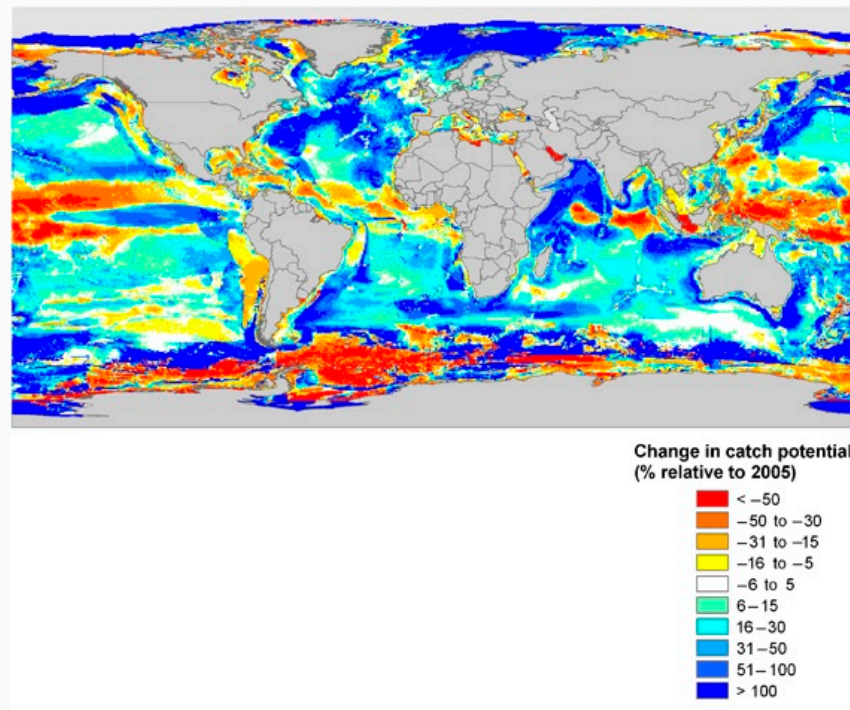 Change in catch potential
(% relative to 2005)
< −50
−50 to −30
−31 to −15
−16 to −5
−6 to 5
6−15
16−30
31−50
51−100
> 100